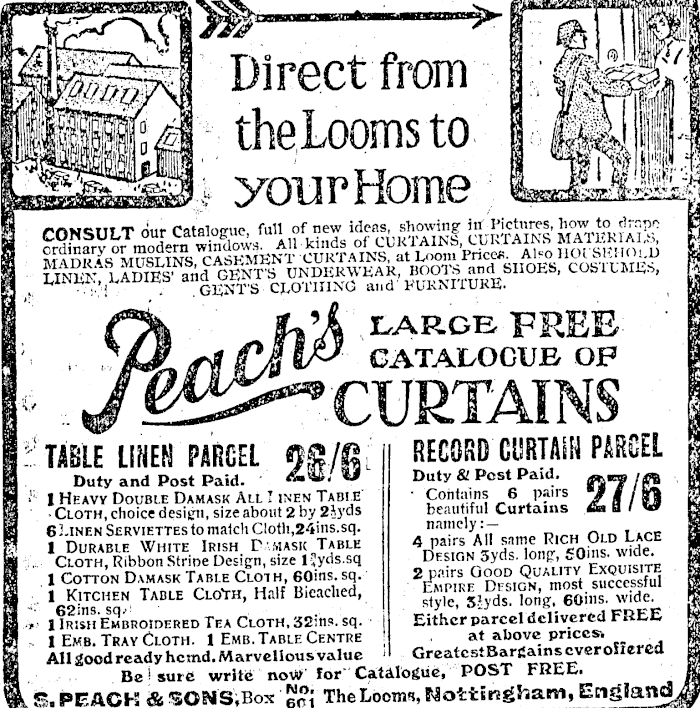 Direct from
the Looms to
your Home
CONSULT our Catalogue, full of new ideas, showing in Pictures, how to drape
ordinary or modern windows. All kinds of CURTAINS, CURTAINS MATERIALS,
MADRAS MUSLINS, CASEMENT CURTAINS, at Loom Prices. Also HOUSEHOLD
LINEN, LADIES' and GENT'S UNDERWEAR, BOOTS and SHOES, COSTUMES,
GENT'S CLOTHING and FURNITURE.
Peach's LARGE FREE
CATALOGUE OF
CURTAINS
TABLE LINEN PARCEL 26/6
Duty and Post Paid.
1 HEAVY DOUBLE DAMASK ALL LINEN TABLE
CLOTH, choice design, size about 2 by 2½yds
6 LINEN SERVIETTES to match Cloth, 24ins.sq.
1 DURABLE WHITE IRISH DAMASK TABLE
CLOTH, Ribbon Stripe Design, size yds.sq
1 COTTON DAMASK TABLE CLOTH, 60ins. sq.
1 KITCHEN TABLE CLOTH, Half Bleached,
62ins. sq.
1 IRISH EMBROIDERED TEA CLOTH, 32ins. sq.
1 EMB. TRAY CLOTH. 1 EMB. TABLE CENTRE
All good ready hemd. Marvellous value
RECORD CURTAIN PARCEL
Duty & Post Paid. 27/6
Contains 6 pairs
beautiful Curtains
namely:—
4 pairs All same RICH OLD LACE
DESIGN 3yds. long, 50ins. wide.
2 pairs GOOD QUALITY EXQUISITE
EMPIRE DESIGN, most successful
style, 3½yds. long, 60ins. wide.
Either parcel delivered FREE
at above prices.
Greatest Bargains ever offered
Be sure write now for Catalogue, POST FREE.
S. PEACH & SONS, Box No. 601 The Looms, Nottingham, England